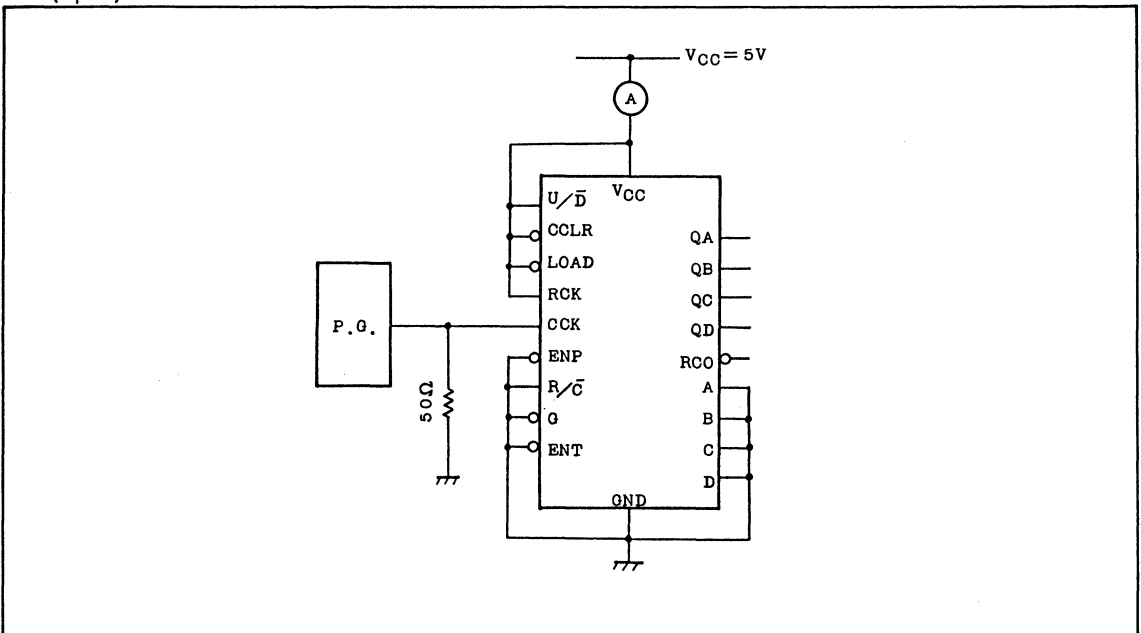 VCC=5V
A
VCC
U/D̅
CCLR
LOAD
RCK
CCK
ENP
R/C̅
G
ENT
QA
QB
QC
QD
RCO
A
B
C
D
GND
P.G.
50Ω